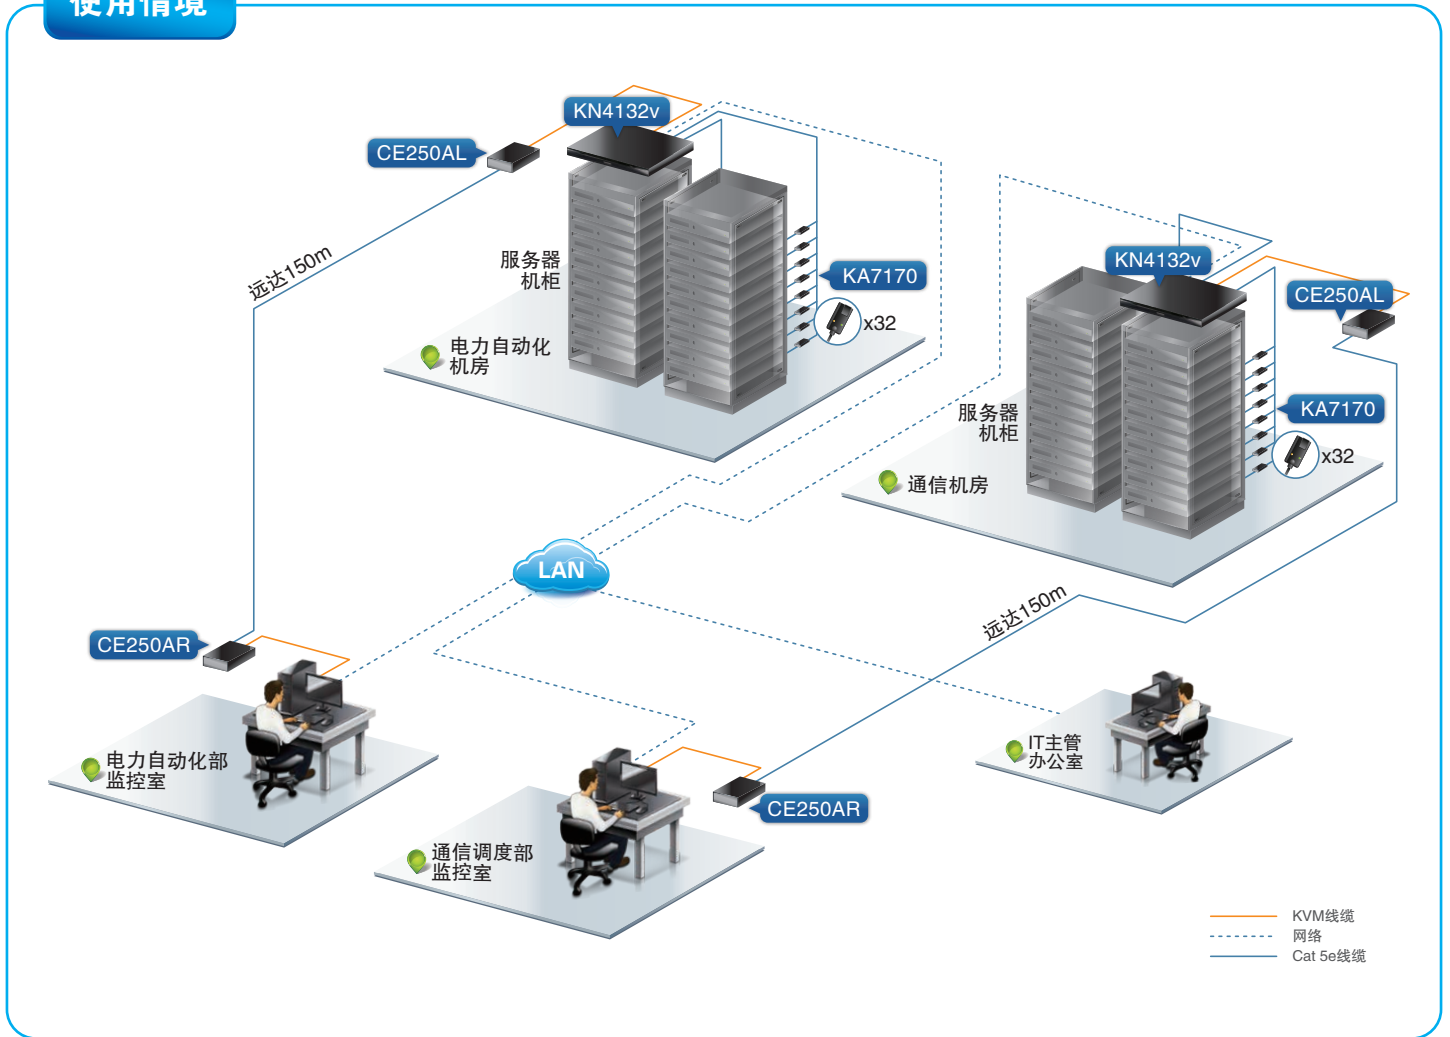 使用情境
KN4132v
CE250AL
远达150m
服务器
机柜
KA7170
x32
电力自动化
机房
KN4132v
CE250AL
服务器
机柜
KA7170
x32
通信机房
LAN
远达150m
CE250AR
电力自动化部
监控室
CE250AR
通信调度部
监控室
IT主管
办公室
KVM线缆
网络
Cat 5e线缆